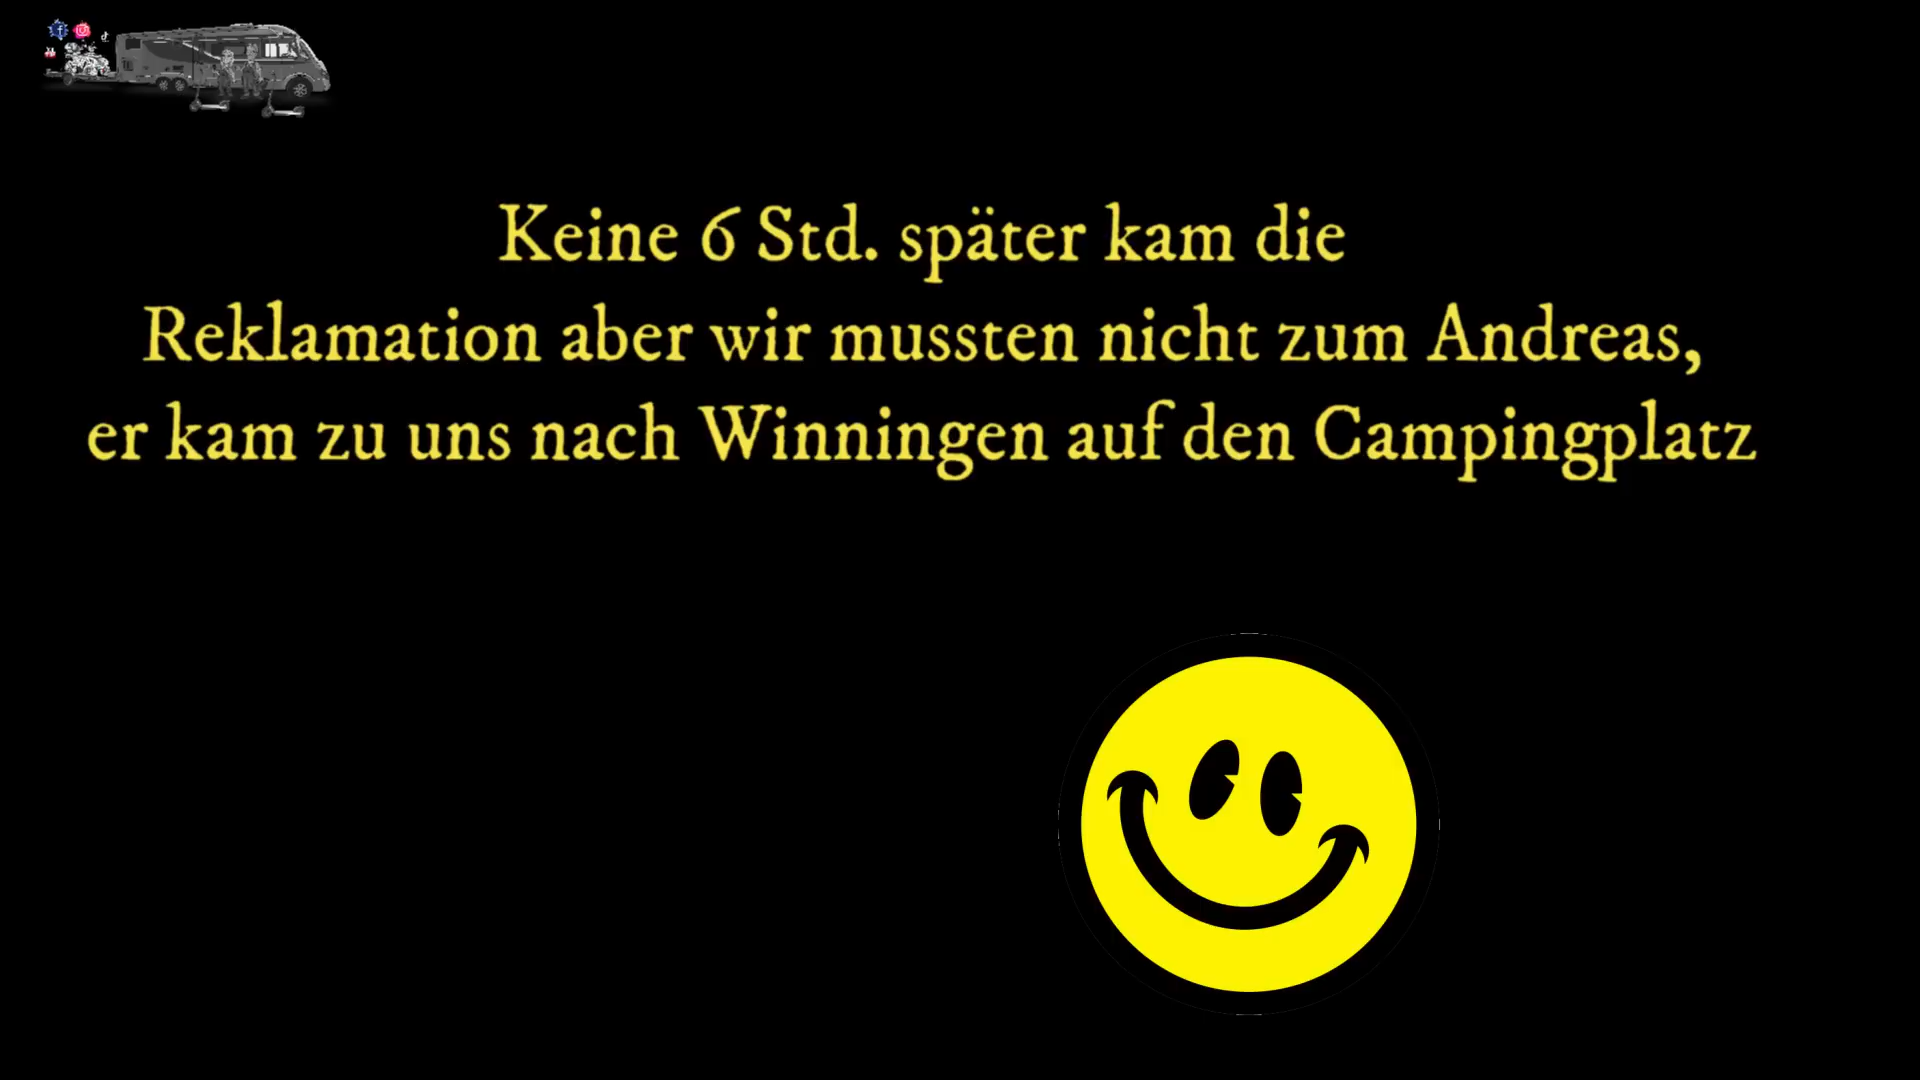 Keine 6 Std. später kam die
Reklamation aber wir mussten nicht zum Andreas,
er kam zu uns nach Winningen auf den Campingplatz